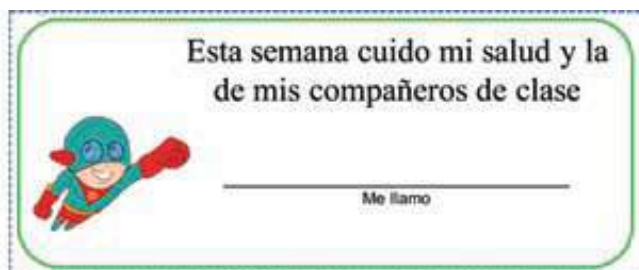 Esta semana cuido mi salud y la
de mis compañeros de clase
Me llamo